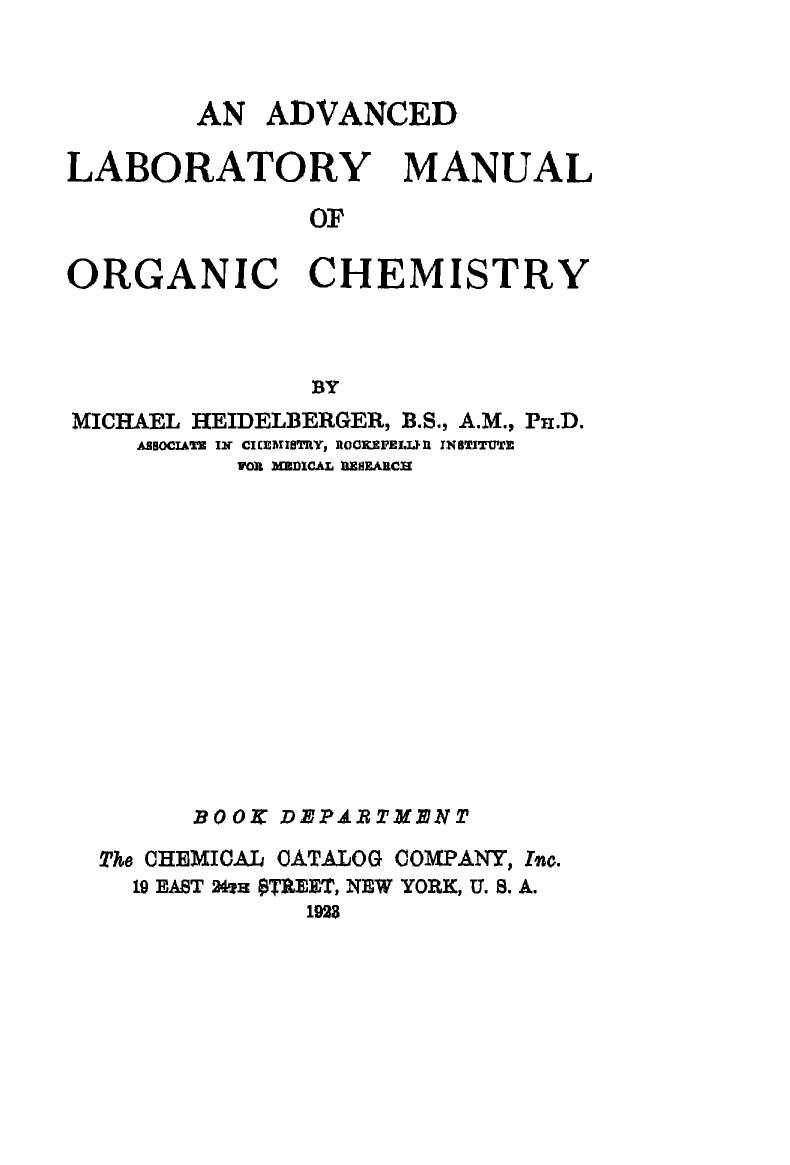 AN ADVANCED
LABORATORY MANUAL
OF
ORGANIC CHEMISTRY
BY
MICHAEL HEIDELBERGER, B.S., A.M., PH.D.
ASSOCIATE IN CHEMISTRY, ROCKEFELLER INSTITUTE
FOR MEDICAL RESEARCH
BOOK DEPARTMENT
The CHEMICAL CATALOG COMPANY, Inc.
19 EAST 24TH STREET, NEW YORK, U. S. A.
1923